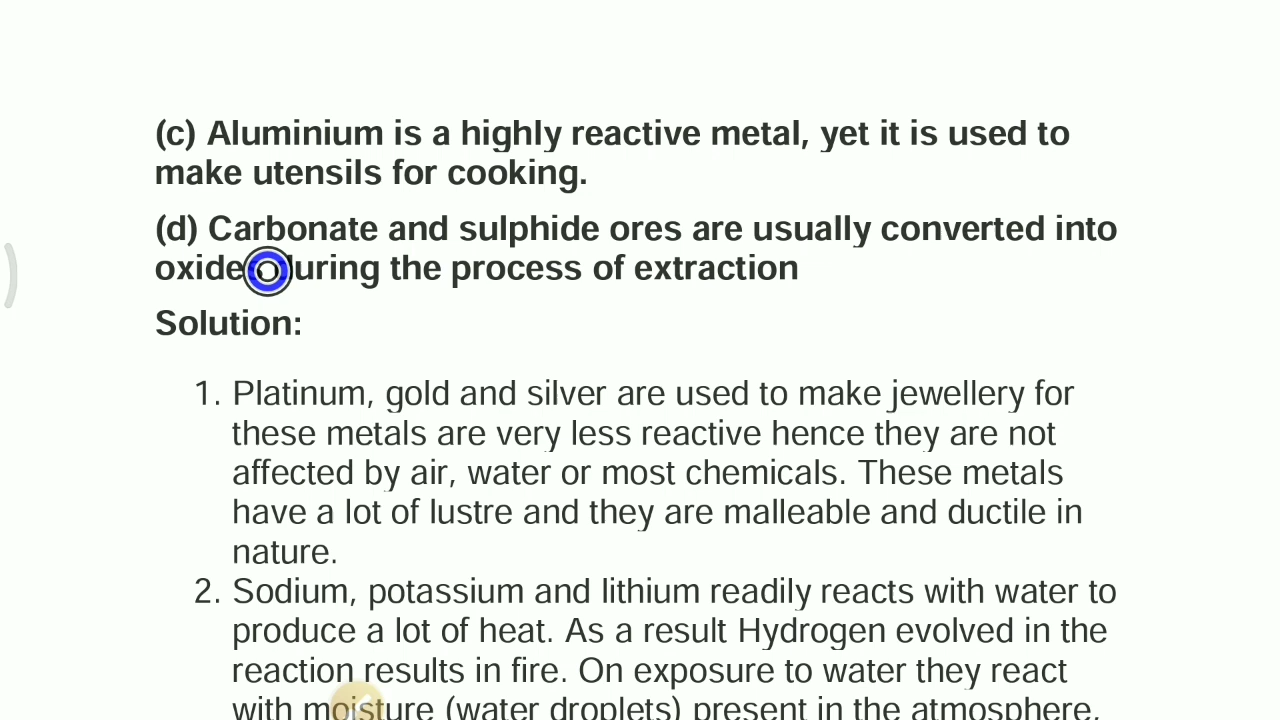 (c) Aluminium is a highly reactive metal, yet it is used to
make utensils for cooking.
(d) Carbonate and sulphide ores are usually converted into
oxides during the process of extraction
Solution:
1. Platinum, gold and silver are used to make jewellery for
these metals are very less reactive hence they are not
affected by air, water or most chemicals. These metals
have a lot of lustre and they are malleable and ductile in
nature.
2. Sodium, potassium and lithium readily reacts with water to
produce a lot of heat. As a result Hydrogen evolved in the
reaction results in fire. On exposure to water they react
with moisture (water droplets) present in the atmosphere,